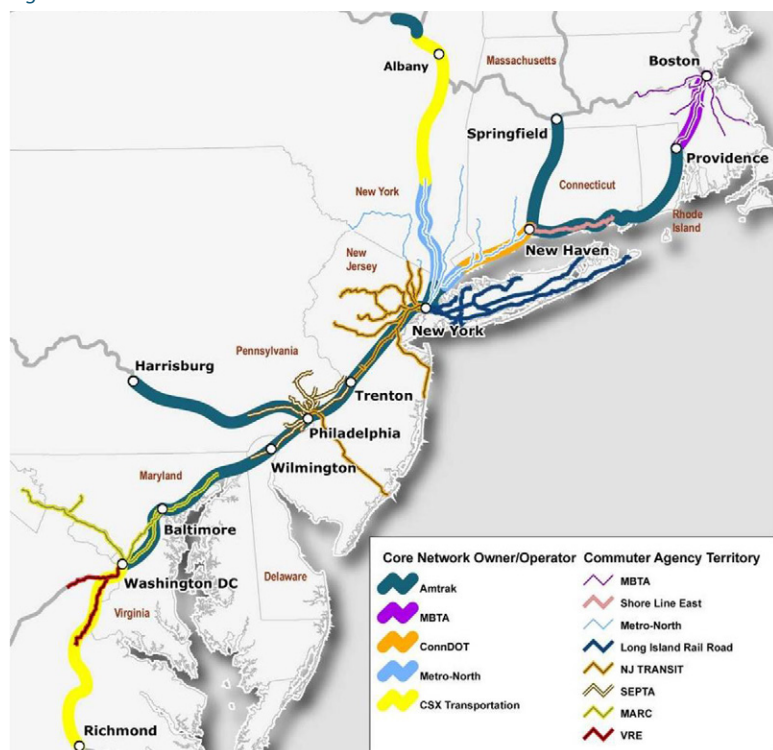 Massachusetts
Boston
Albany
Springfield
Providence
New York
Connecticut
Rhode
Island
New Haven
New
Jersey
New York
Harrisburg
Pennsylvania
Trenton
Philadelphia
Wilmington
Maryland
Baltimore
Washington DC
Delaware
Virginia
Richmond
Core Network Owner/Operator
Amtrak
MBTA
ConnDOT
Metro-North
CSX Transportation
Commuter Agency Territory
MBTA
Shore Line East
Metro-North
Long Island Rail Road
NJ TRANSIT
SEPTA
MARC
VRE